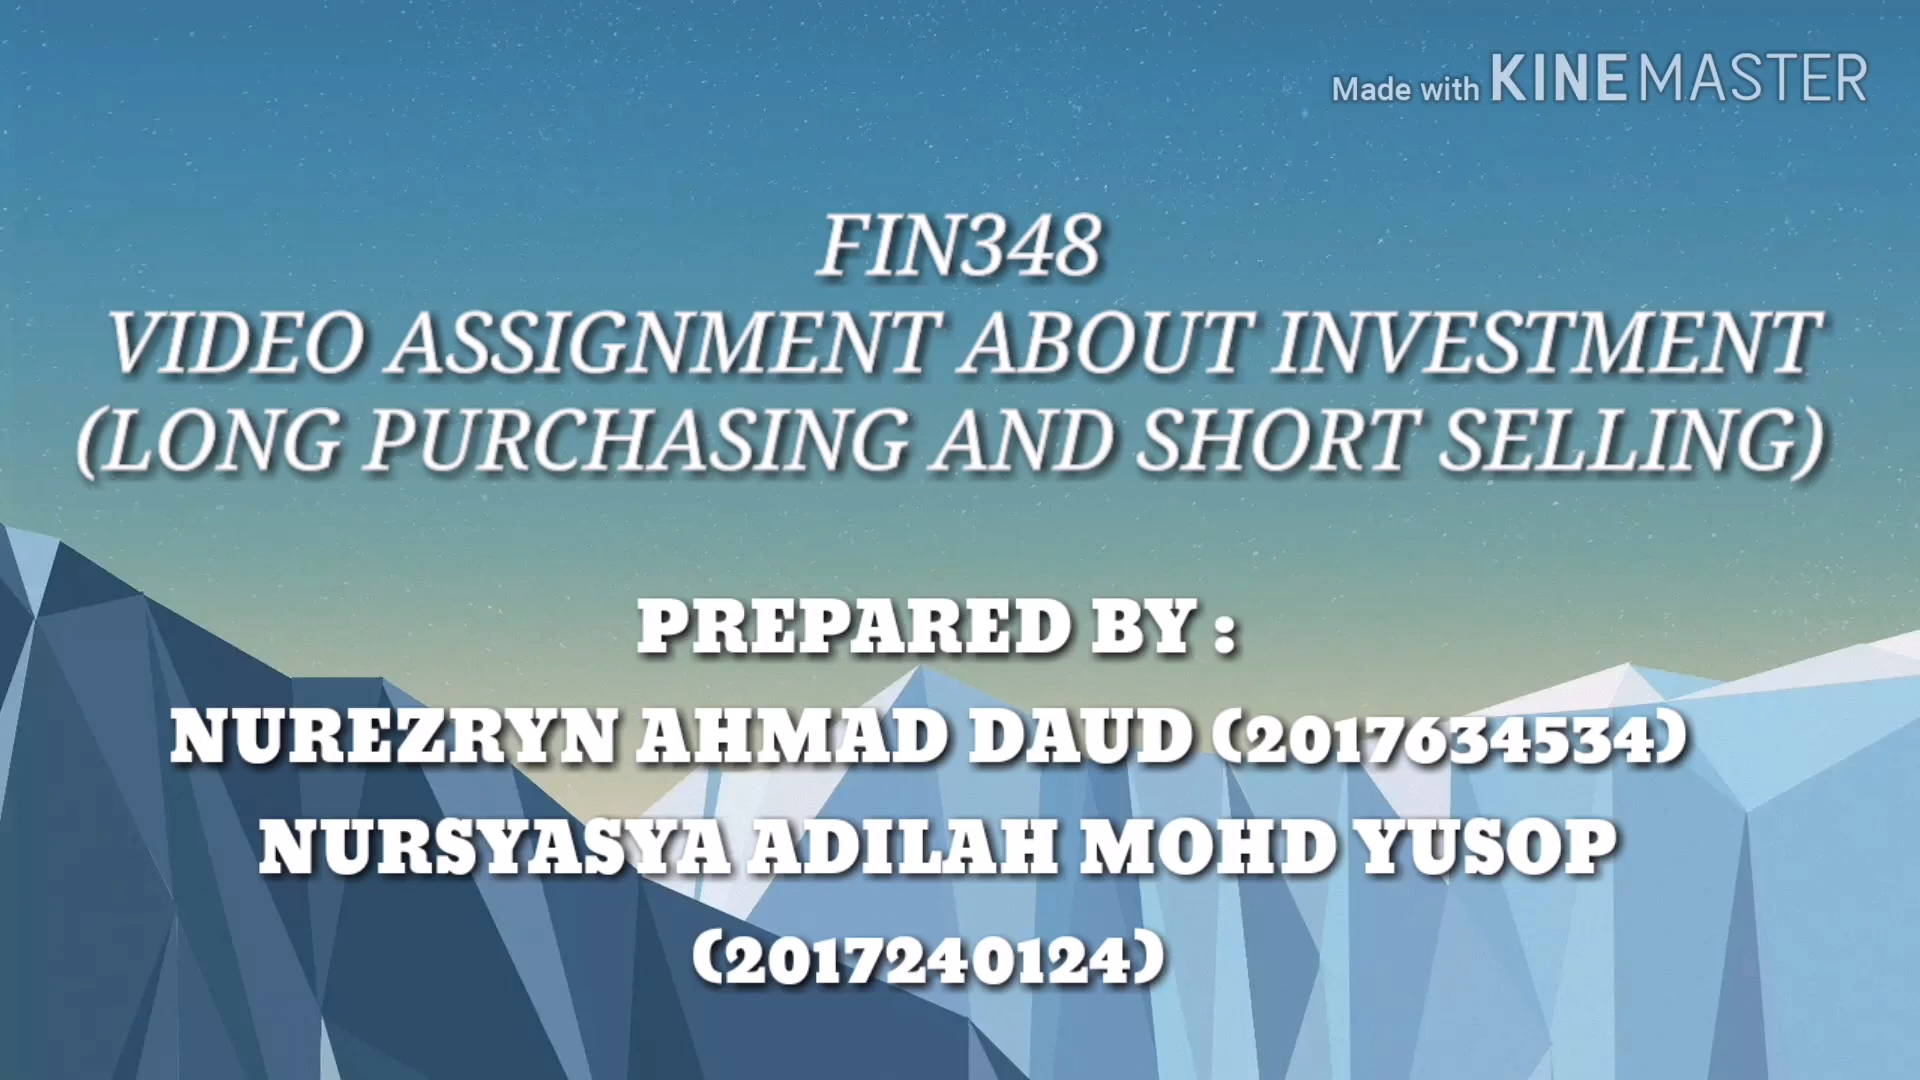 Made with KINEMASTER
FIN348
VIDEO ASSIGNMENT ABOUT INVESTMENT
(LONG PURCHASING AND SHORT SELLING)
PREPARED BY :
NUREZRYN AHMAD DAUD (2017634534)
NURSYASYA ADILAH MOHD YUSOP
(2017240124)